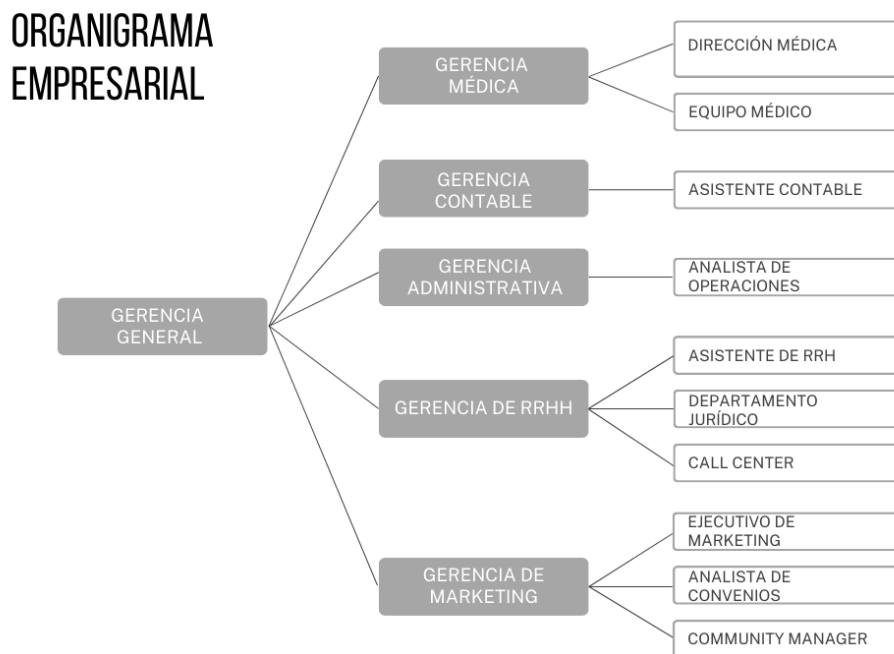 ORGANIGRAMA
EMPRESARIAL
GERENCIA
GENERAL
GERENCIA
MÉDICA
DIRECCIÓN MÉDICA
EQUIPO MÉDICO
GERENCIA
CONTABLE
ASISTENTE CONTABLE
GERENCIA
ADMINISTRATIVA
ANALISTA DE
OPERACIONES
GERENCIA DE RRHH
ASISTENTE DE RRH
DEPARTAMENTO
JURÍDICO
CALL CENTER
GERENCIA DE
MARKETING
EJECUTIVO DE
MARKETING
ANALISTA DE
CONVENIOS
COMMUNITY MANAGER